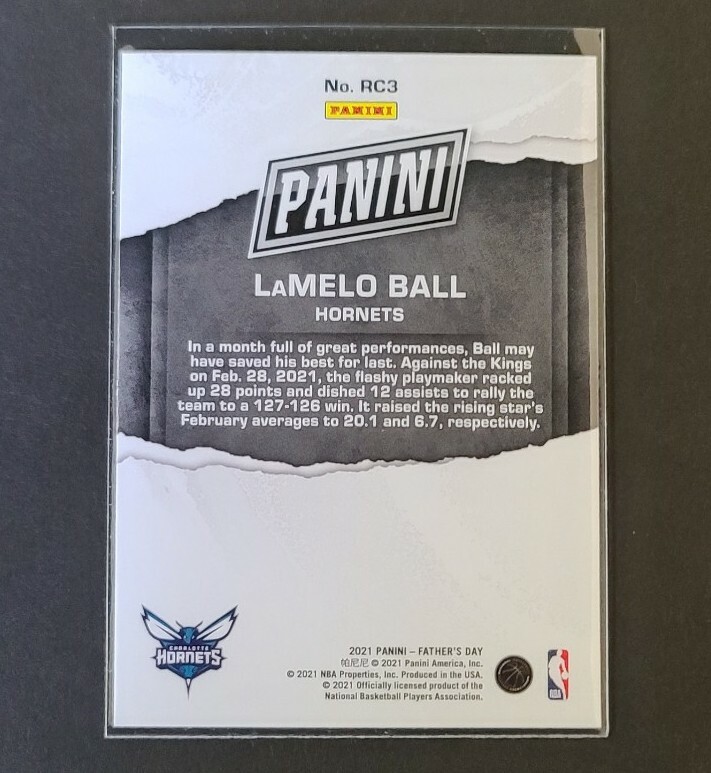 No. RC3
PANINI
PANINI
LaMELO BALL
HORNETS
In a month full of great performances, Ball may
have saved his best for last. Against the Kings
on Feb. 28, 2021, the flashy playmaker racked
up 28 points and dished 12 assists to rally the
team to a 127-126 win. It raised the rising star's
February averages to 20.1 and 6.7, respectively.
CHARLOTTE
HORNETS
2021 PANINI – FATHER'S DAY
帕尼尼 © 2021 Panini America, Inc.
© 2021 NBA Properties, Inc. Produced in the USA.
© 2021 Officially licensed product of the
National Basketball Players Association.
NBA